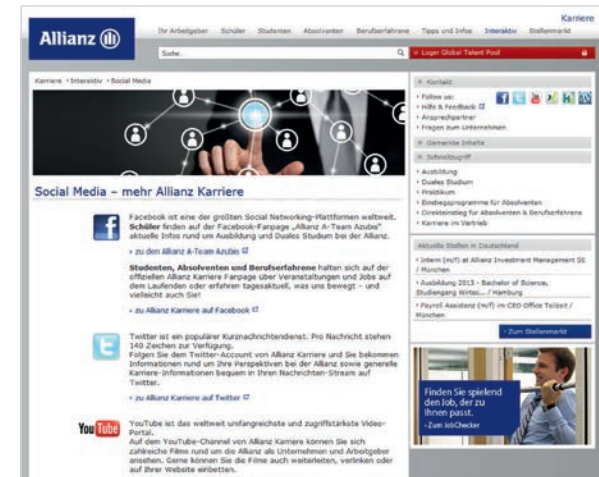 Karriere
Allianz
Ihr Arbeitgeber Schüler Studenten Absolventen Berufserfahrene Tipps und Infos Interaktiv Stellenmarkt
Suche...
Login Global Talent Pool
Karriere Interaktiv Social Media
Social Media – mehr Allianz Karriere
Facebook ist eine der größten Social Networking-Plattformen weltweit.
Schüler finden auf der Facebook-Fanpage „Allianz A-Team Azubis“
aktuelle Infos rund um Ausbildung und Duales Studium bei der Allianz.
zu den Allianz A-Team Azubis
Studenten, Absolventen und Berufserfahrene halten sich auf der
offiziellen Allianz Karriere Fanpage über Veranstaltungen und Jobs auf
dem Laufenden oder erfahren tagesaktuell, was uns bewegt – und
vielleicht auch Sie!
zu Allianz Karriere auf Facebook
Twitter ist ein populärer Kurznachrichtendienst. Pro Nachricht stehen
140 Zeichen zur Verfügung.
Folgen Sie dem Twitter-Account von Allianz Karriere und Sie bekommen
Informationen rund um Ihre Perspektiven bei der Allianz sowie generelle
Karriere-Informationen bequem in Ihren Nachrichten-Stream auf
Twitter.
zu Allianz Karriere auf Twitter
YouTube
YouTube ist das weltweit umfangreichste und zugriffstärkste Video-
Portal.
Auf dem YouTube-Channel von Allianz Karriere können Sie sich
zahlreiche Filme rund um die Allianz als Unternehmen und Arbeitgeber
ansehen. Gerne können Sie die Filme auch weiterleiten, verlinken oder
auf Ihrer Website einbetten.
Kontakt
Follow us:
Hilfe & Feedback
Ansprechpartner
Fragen zum Unternehmen
Gemerkte Inhalte
Schnellzugriff
Ausbildung
Duales Studium
Praktikum
Einstiegsprogramme für Absolventen
Direkteinstieg für Absolventen & Berufserfahrene
Karriere im Vertrieb
Aktuelle Stellen in Deutschland
Intern (m/f) at Allianz Investment Management SE
/ München
Ausbildung 2013 - Bachelor of Science,
Studiengang Wirtsc... / Hamburg
Payroll Assistenz (m/f) im CEO Office Teilzeit /
München
Zum Stellenmarkt
Finden Sie spielend
den Job, der zu
Ihnen passt.
Zum JobChecker